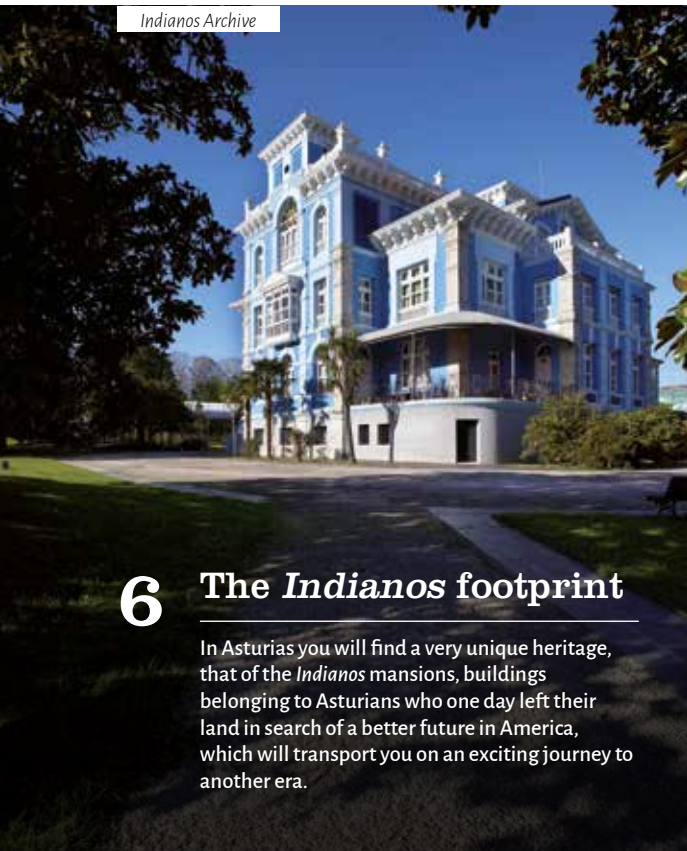 Indianos Archive
6
The Indianos footprint
In Asturias you will find a very unique heritage,
that of the Indianos mansions, buildings
belonging to Asturians who one day left their
land in search of a better future in America,
which will transport you on an exciting journey to
another era.